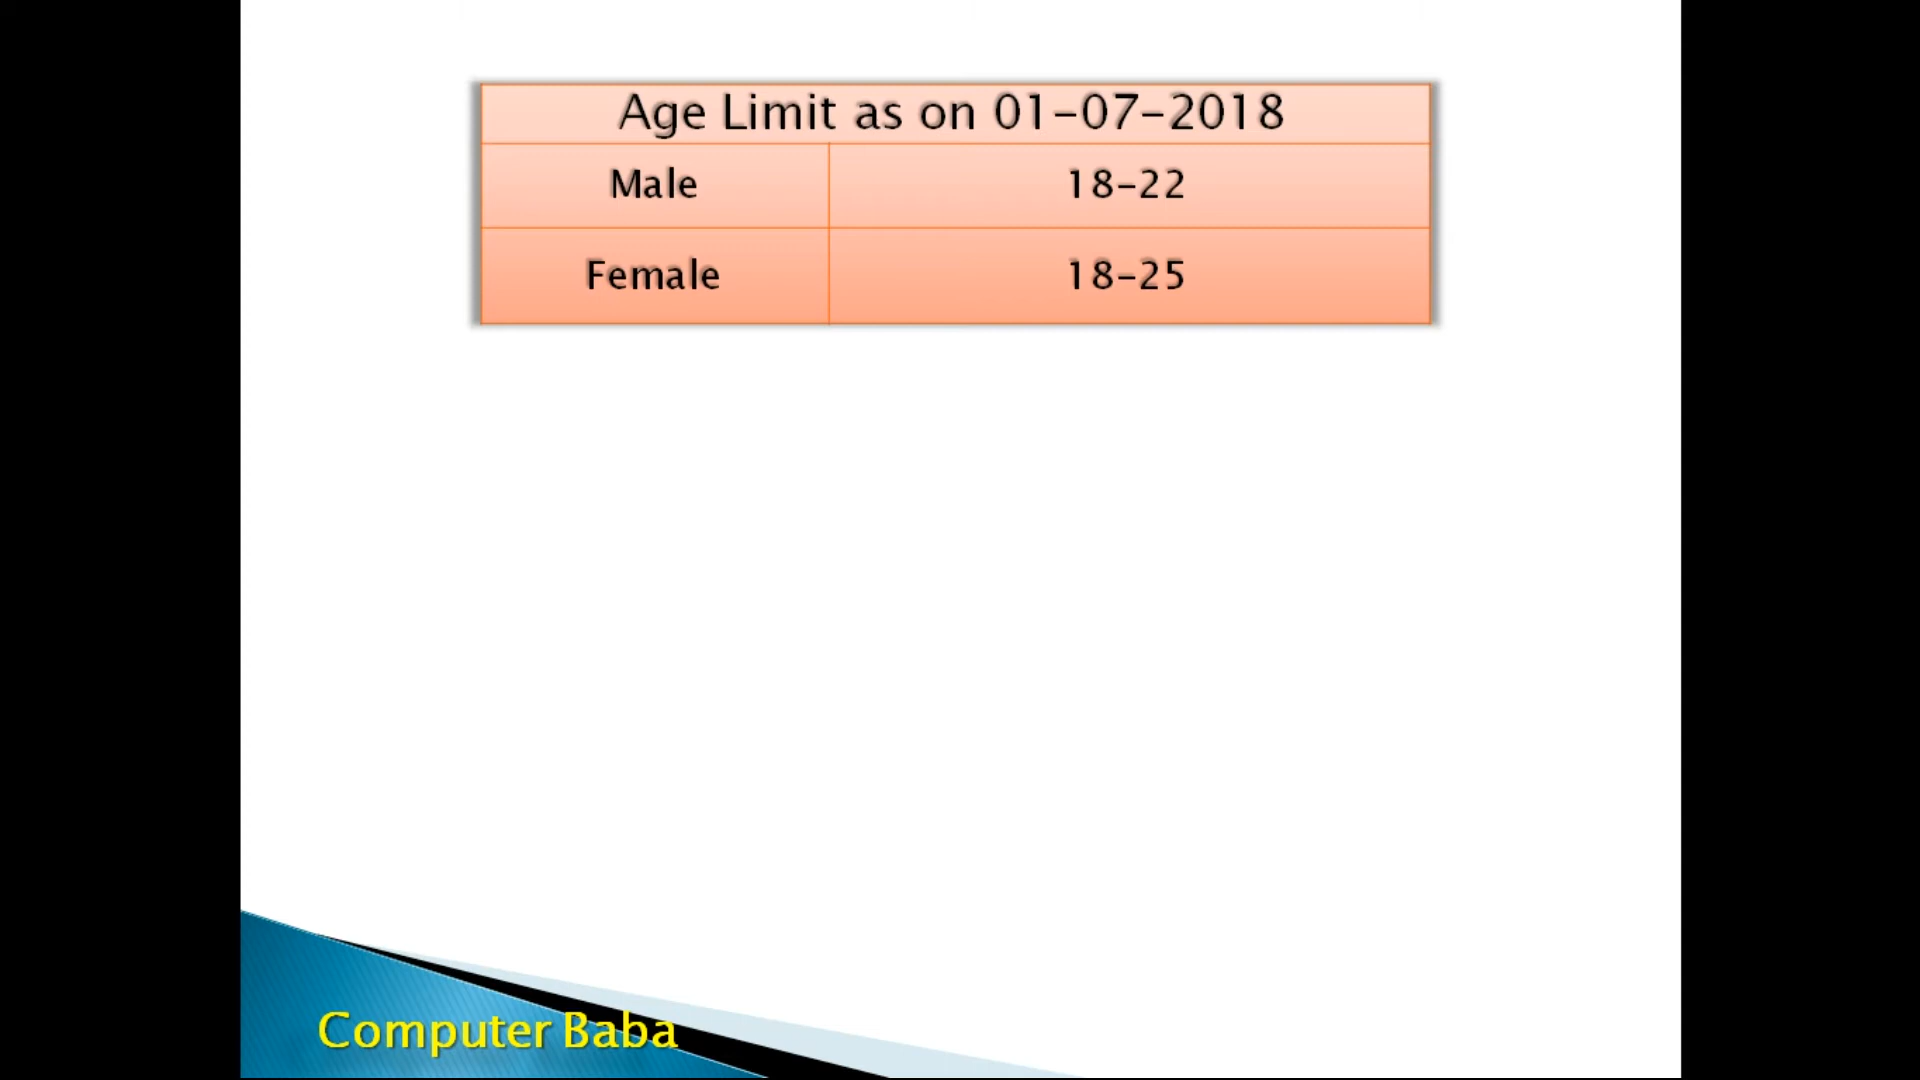 Age Limit as on 01-07-2018
Male 18-22
Female 18-25
Computer Baba